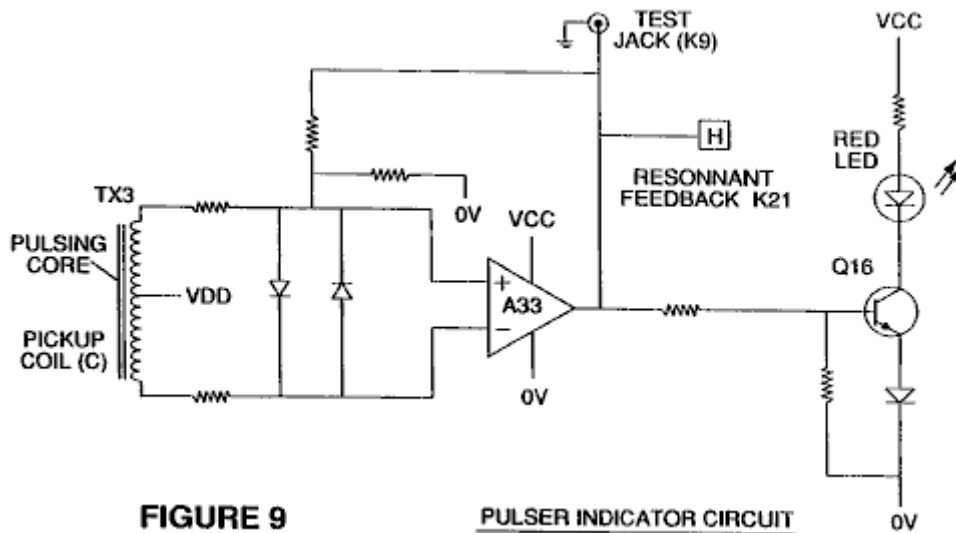 TEST
JACK (K9)
VCC
H
RED
LED
RESONNANT
FEEDBACK K21
TX3
0V
VCC
Q16
PULSING
CORE
VDD
+
A33
−
PICKUP
COIL (C)
0V
FIGURE 9
PULSER INDICATOR CIRCUIT
0V